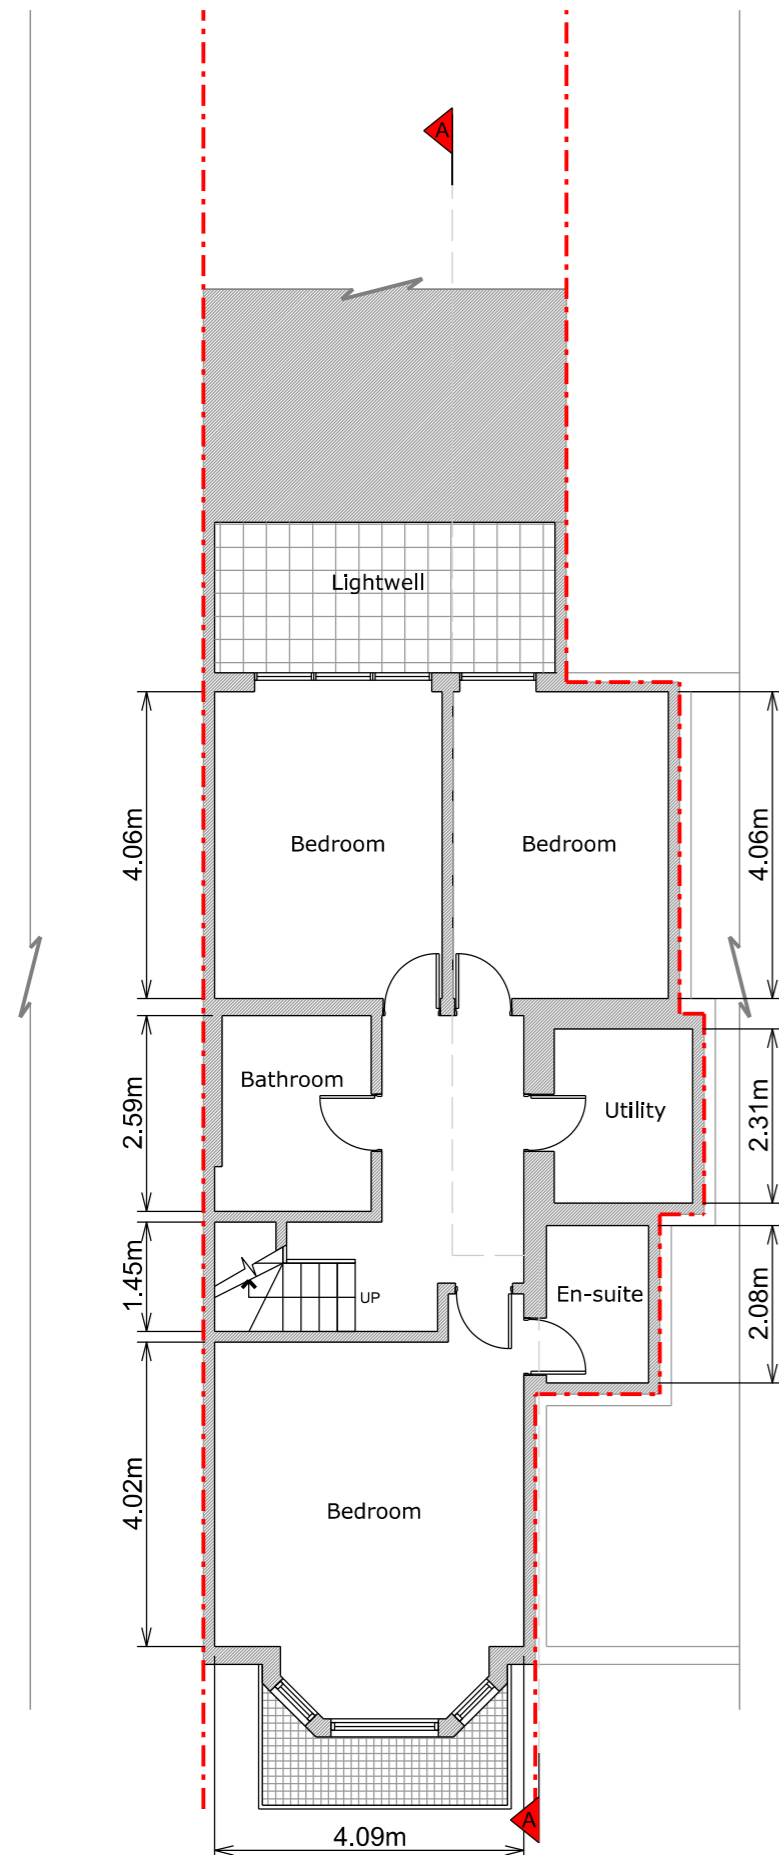 A
Lightwell
4.06m
Bedroom
Bedroom
4.06m
2.59m
Bathroom
Utility
2.31m
1.45m
UP
En-suite
2.08m
4.02m
Bedroom
A
4.09m